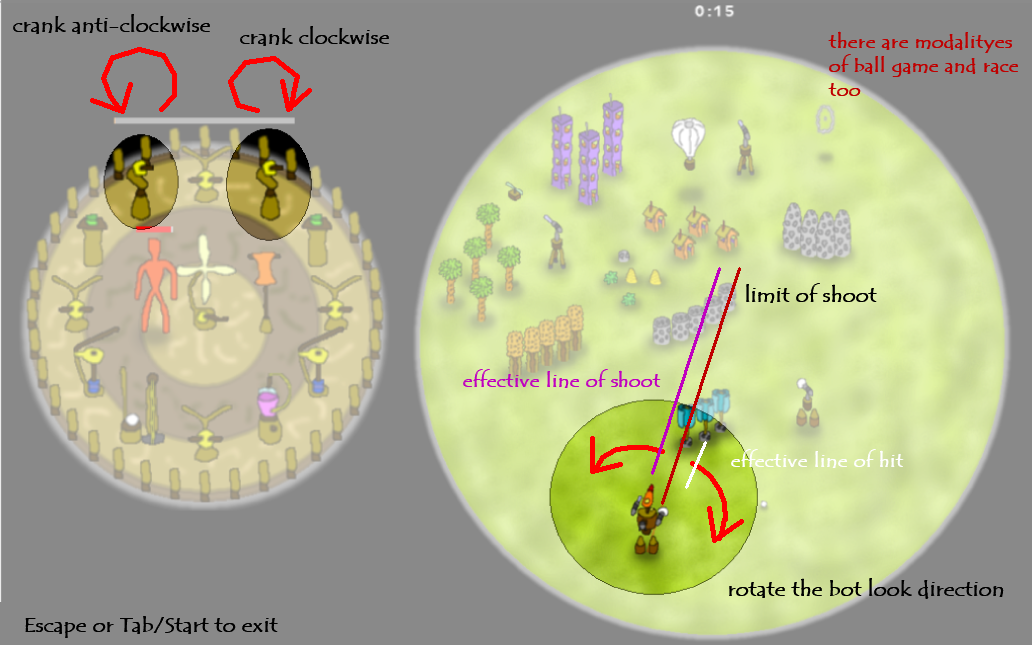 crank anti-clockwise
crank clockwise
0:15
there are modalityes
of ball game and race
too
limit of shoot
effective line of shoot
effective line of hit
rotate the bot look direction
Escape or Tab/Start to exit